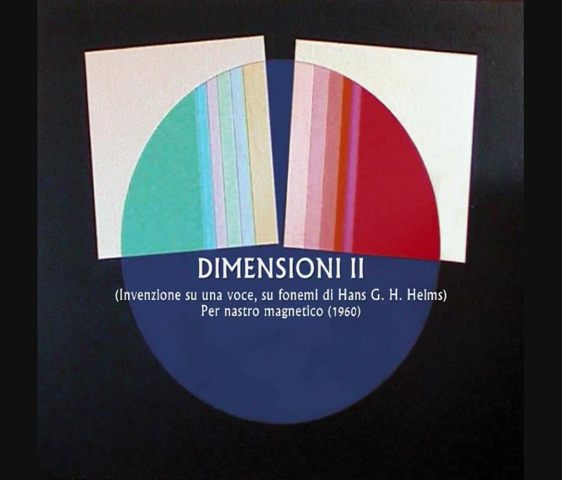 DIMENSIONI II
(Invenzione su una voce, su fonemi di Hans G. H. Helms)
Per nastro magnetico (1960)